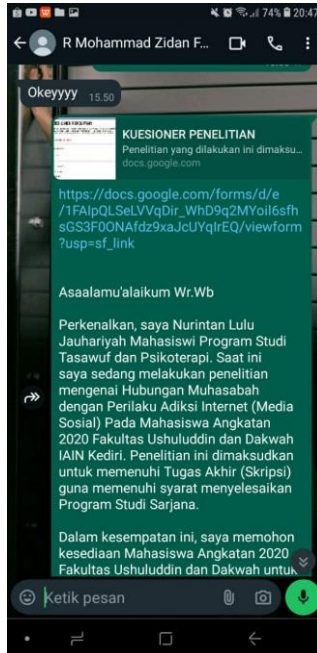 74% 20:47
R Mohammad Zidan F...
Okeyyyy 15.50
KUESIONER PENELITIAN
Penelitian yang dilakukan ini dimaksu...
docs.google.com
https://docs.google.com/forms/d/e
/1FAIpQLSeLVVqDir_WhD9q2MYoil6sfh
sGS3F0ONAfdz9xaJcUYqIrEQ/viewform
?usp=sf_link
Asaalamu'alaikum Wr.Wb
Perkenalkan, saya Nurintan Lulu
Jauhariyah Mahasiswi Program Studi
Tasawuf dan Psikoterapi. Saat ini
saya sedang melakukan penelitian
mengenai Hubungan Muhasabah
dengan Perilaku Adiksi Internet (Media
Sosial) Pada Mahasiswa Angkatan
2020 Fakultas Ushuluddin dan Dakwah
IAIN Kediri. Penelitian ini dimaksudkan
untuk memenuhi Tugas Akhir (Skripsi)
guna memenuhi syarat menyelesaikan
Program Studi Sarjana.
Dalam kesempatan ini, saya memohon
kesediaan Mahasiswa Angkatan 2020
Fakultas Ushuluddin dan Dakwah untuk
Ketik pesan